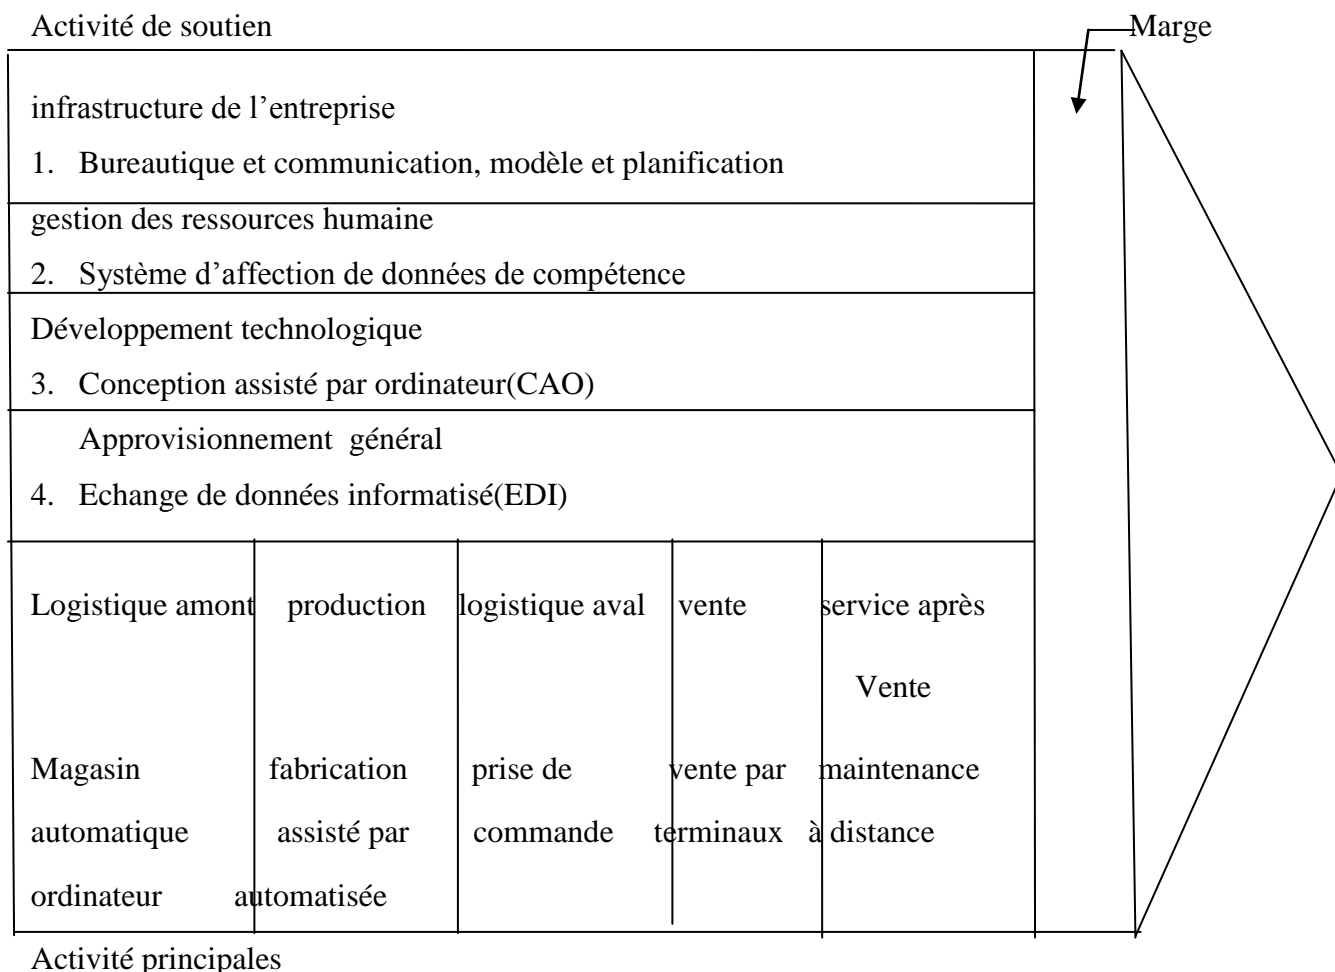 Activité de soutien Marge
infrastructure de l’entreprise
1. Bureautique et communication, modèle et planification
gestion des ressources humaine
2. Système d’affection de données de compétence
Développement technologique
3. Conception assisté par ordinateur(CAO)
Approvisionnement général
4. Echange de données informatisé(EDI)
Logistique amont production logistique aval vente service après
Vente
Magasin fabrication prise de vente par maintenance
automatique assisté par commande terminaux à distance
ordinateur automatisée
Activité principales